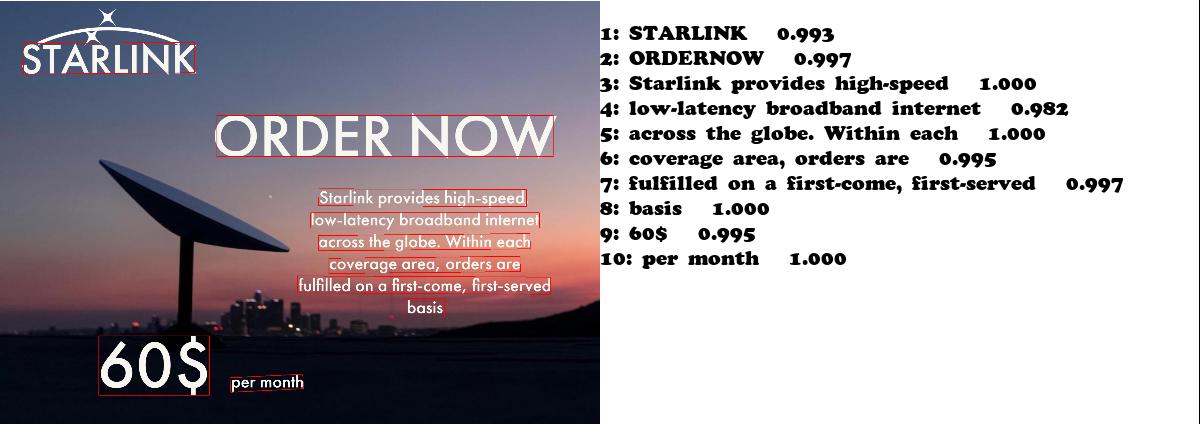 STARLINK
ORDER NOW
Starlink provides high-speed
low-latency broadband internet
across the globe. Within each
coverage area, orders are
fulfilled on a first-come, first-served
basis
60$
per month
1: STARLINK 0.993
2: ORDERNOW 0.997
3: Starlink provides high-speed 1.000
4: low-latency broadband internet 0.982
5: across the globe. Within each 1.000
6: coverage area, orders are 0.995
7: fulfilled on a first-come, first-served 0.997
8: basis 1.000
9: 60$ 0.995
10: per month 1.000